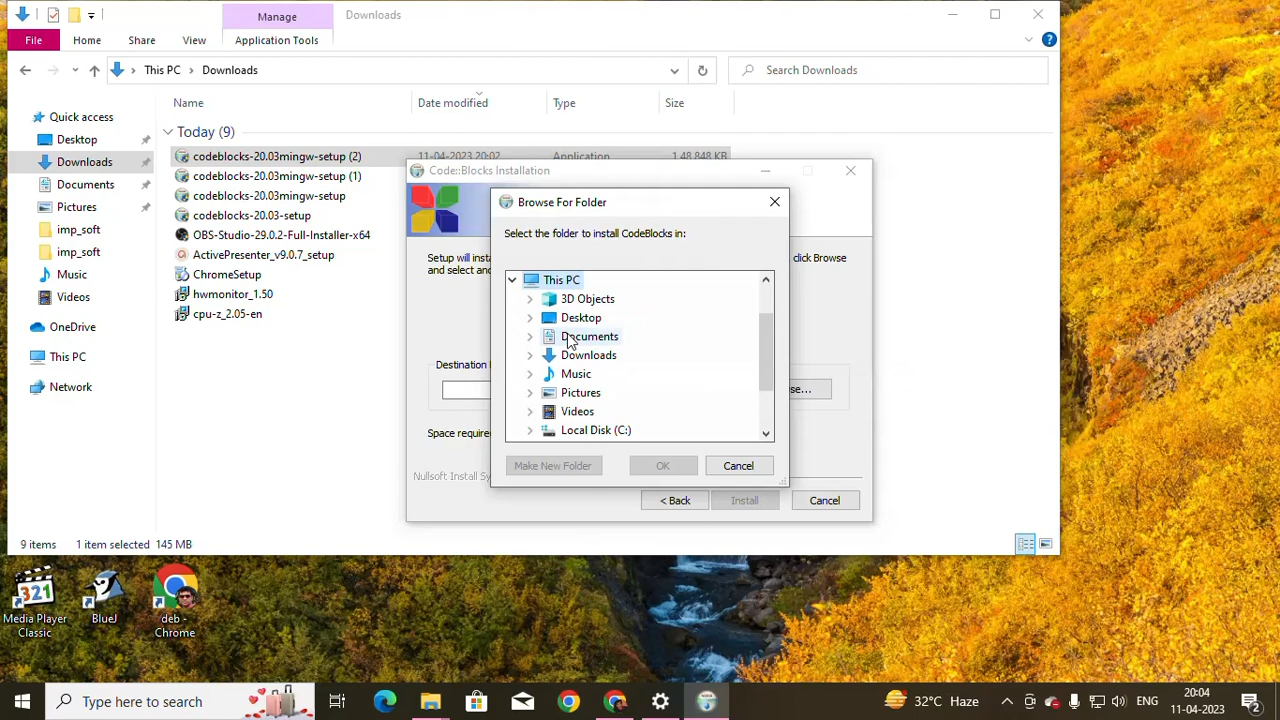 Manage
Downloads
File
Home
Share
View
Application Tools
This PC
Downloads
Search Downloads
Name
Date modified
Type
Size
Quick access
Desktop
Downloads
Documents
Pictures
imp_soft
imp_soft
Music
Videos
OneDrive
This PC
Network
Today (9)
codeblocks-20.03mingw-setup (2)
11-04-2023 20:02
Application
1,48,848 KB
codeblocks-20.03mingw-setup (1)
codeblocks-20.03mingw-setup
codeblocks-20.03-setup
OBS-Studio-29.0.2-Full-Installer-x64
ActivePresenter_v9.0.7_setup
ChromeSetup
hwmonitor_1.50
cpu-z_2.05-en
Code::Blocks Installation
Setup will insta
click Browse
and select an
Destination
se...
Space require
Nullsoft Install Sy
< Back
Install
Cancel
Browse For Folder
Select the folder to install CodeBlocks in:
This PC
3D Objects
Desktop
Documents
Downloads
Music
Pictures
Videos
Local Disk (C:)
Make New Folder
OK
Cancel
9 items
1 item selected
145 MB
Media Player
Classic
BlueJ
deb -
Chrome
Type here to search
32°C Haze
ENG
20:04
11-04-2023
2